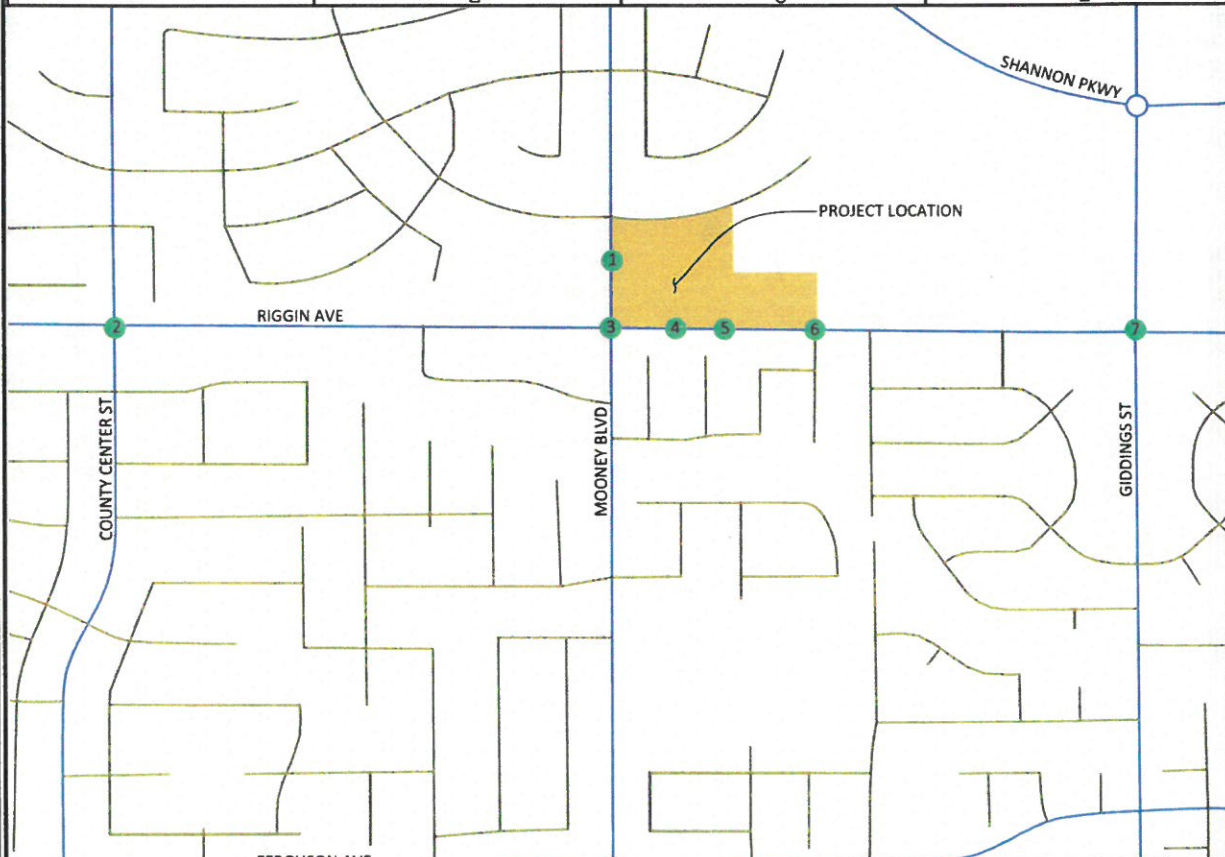 SHANNON PKWY
PROJECT LOCATION
1
RIGGIN AVE
2
3
4
5
6
7
COUNTY CENTER ST
MOONEY BLVD
GIDDINGS ST